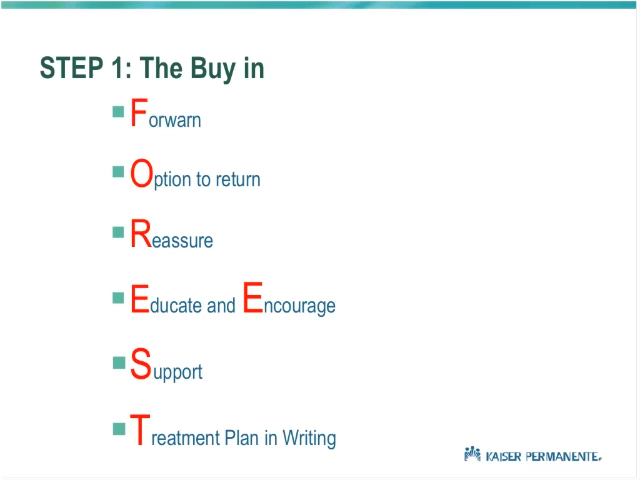 STEP 1: The Buy in
Forwarn
Option to return
Reassure
Educate and Encourage
Support
Treatment Plan in Writing
KAISER PERMANENTE.